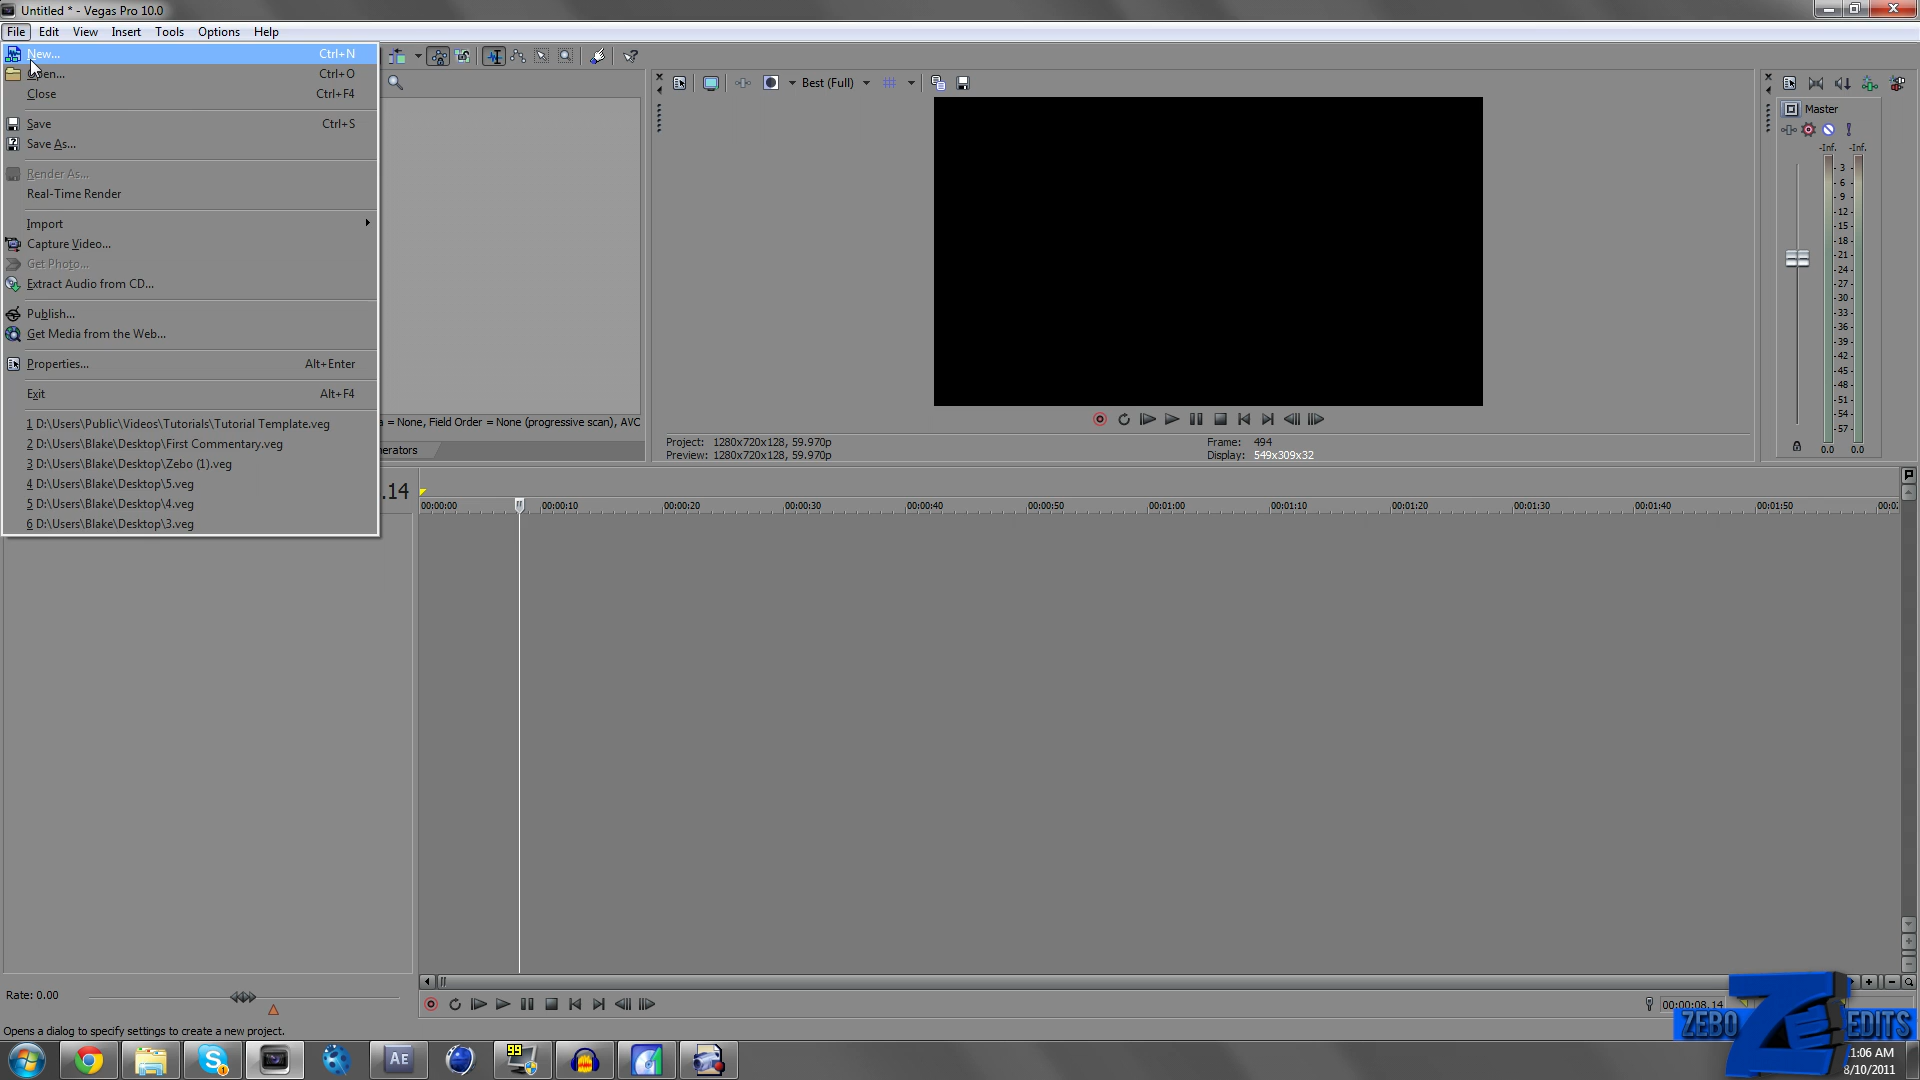 Untitled * - Vegas Pro 10.0
File Edit View Insert Tools Options Help
New... Ctrl+N
Open... Ctrl+O
Close Ctrl+F4
Save Ctrl+S
Save As...
Render As...
Real-Time Render
Import
Capture Video...
Get Photo...
Extract Audio from CD...
Publish...
Get Media from the Web...
Properties... Alt+Enter
Exit Alt+F4
1 D:\Users\Public\Videos\Tutorials\Tutorial Template.veg
2 D:\Users\Blake\Desktop\First Commentary.veg
3 D:\Users\Blake\Desktop\Zebo (1).veg
4 D:\Users\Blake\Desktop\5.veg
5 D:\Users\Blake\Desktop\4.veg
6 D:\Users\Blake\Desktop\3.veg
= None, Field Order = None (progressive scan), AVC
Best (Full)
Project: 1280x720x128, 59.970p
Preview: 1280x720x128, 59.970p
Frame: 494
Display: 549x309x32
Master
-Inf. -Inf.
3
6
9
12
15
18
21
24
27
30
33
36
39
42
45
48
51
54
57
0.0 0.0
.14
00:00:00 00:00:10 00:00:20 00:00:30 00:00:40 00:00:50 00:01:00 00:01:10 00:01:20 00:01:30 00:01:40 00:01:50
Rate: 0.00
00:00:08.14
Opens a dialog to specify settings to create a new project.
ZEBO EDITS
AE
99
1:06 AM
8/10/2011